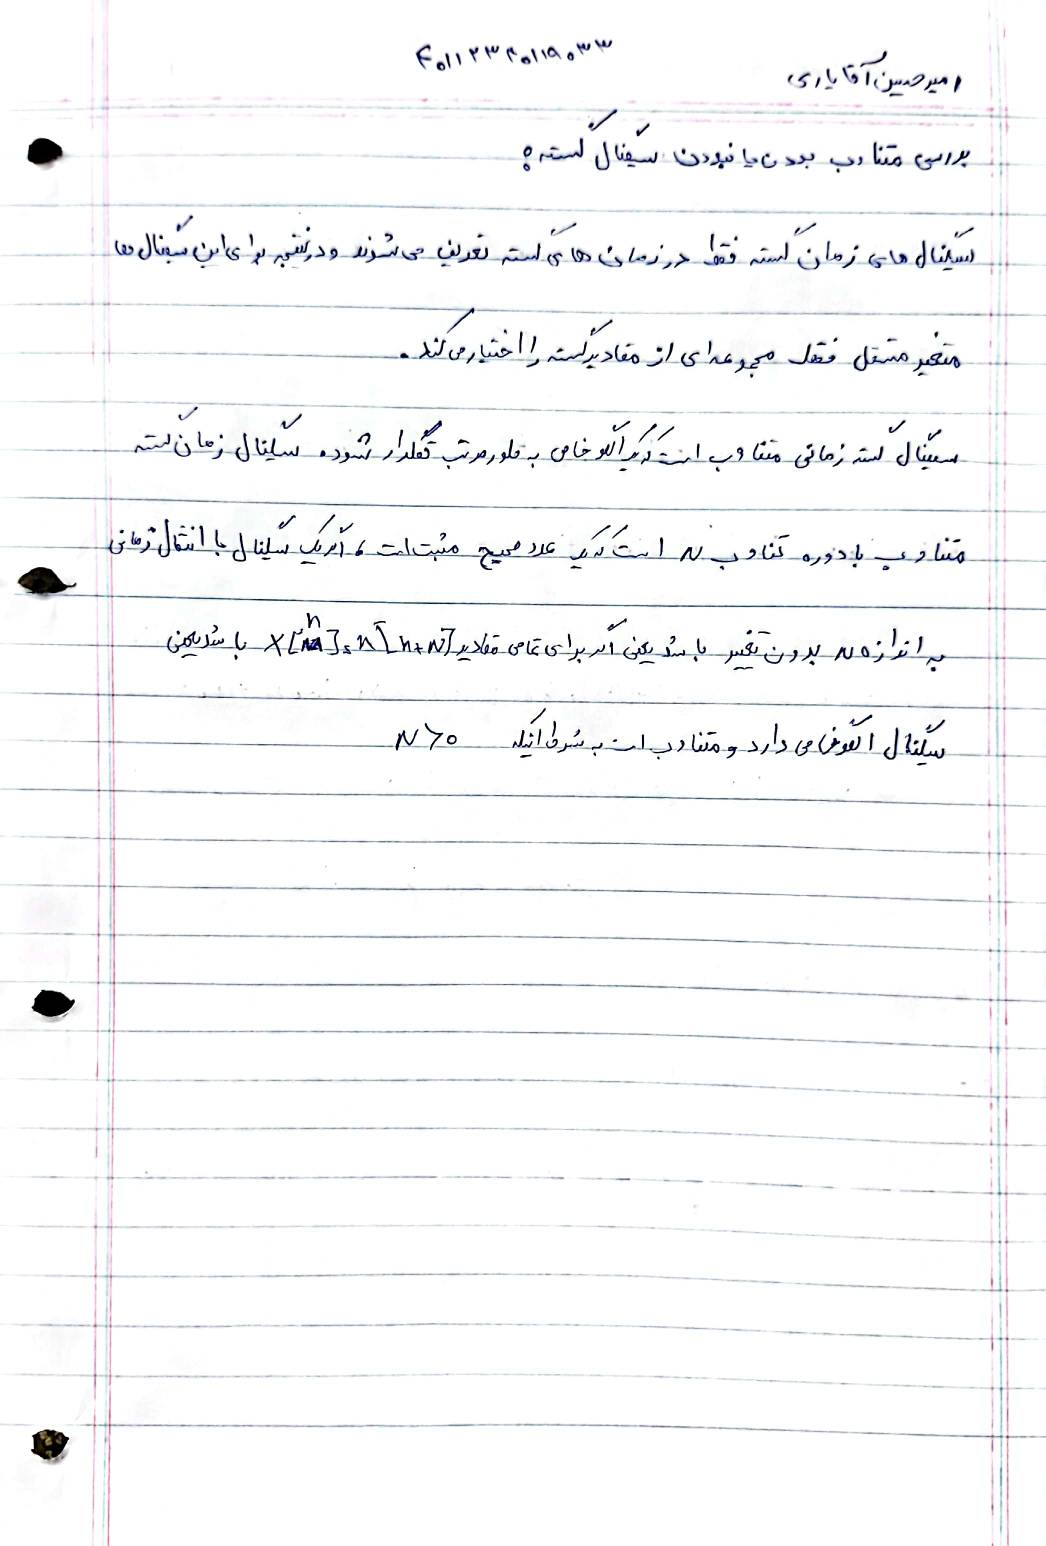 امیرحسین آقایاری ۴۰۱۱۲۳۴۰۱۱۹۰۳۳
بررسی متناوب بودن یا نبودن سیگنال گسسته:
سیگنال های زمان گسسته فقط در زمان های گسسته تعریف می شوند و در نتیجه برای این سیگنال ها
متغیر مستقل فقط مجموعه ای از مقادیر گسسته را اختیار می کند.
سیگنال گسسته زمانی متناوب است که یک الگو خاص به طور مرتب تکرار شود. سیگنال زمان گسسته
متناوب با دوره تناوب N است که یک عدد صحیح مثبت است، اگر یک سیگنال با انتقال زمانی
به اندازه N بدون تغییر باشد یعنی اگر برای تمامی مقادیر x[n] = n[n+N] باشد یعنی
سیگنال الگو خاصی دارد و متناوب است به شرط اینکه N>0